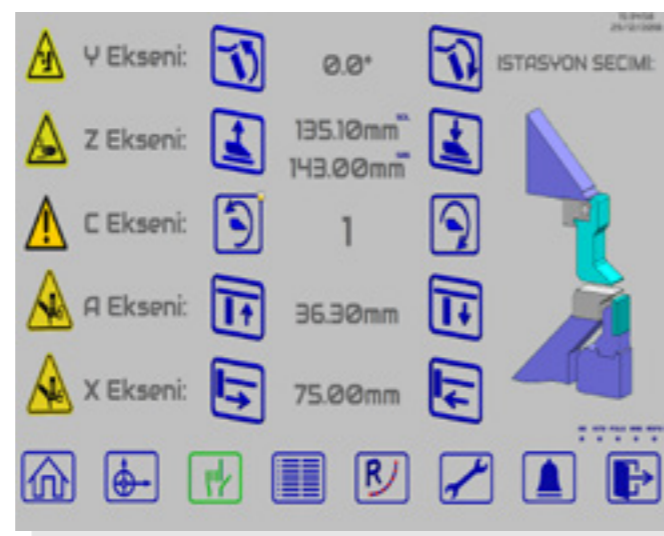 Y Ekseni:
0.0°
ISTASYON SECIMI:
Z Ekseni:
135.10mm
143.00mm
C Ekseni:
1
A Ekseni:
36.30mm
X Ekseni:
75.00mm
R